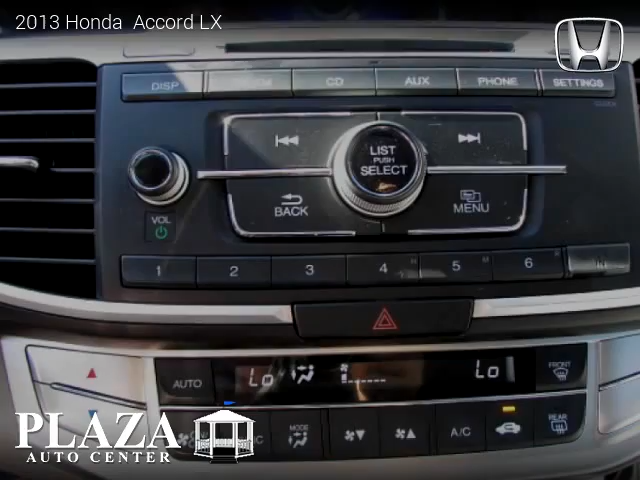 2013 Honda Accord LX
DISP CD AUX PHONE SETTINGS
LIST
PUSH
SELECT
BACK MENU
VOL
1 2 3 4 5 6
AUTO Lo Lo FRONT
MODE A/C REAR
PLAZA
AUTO CENTER